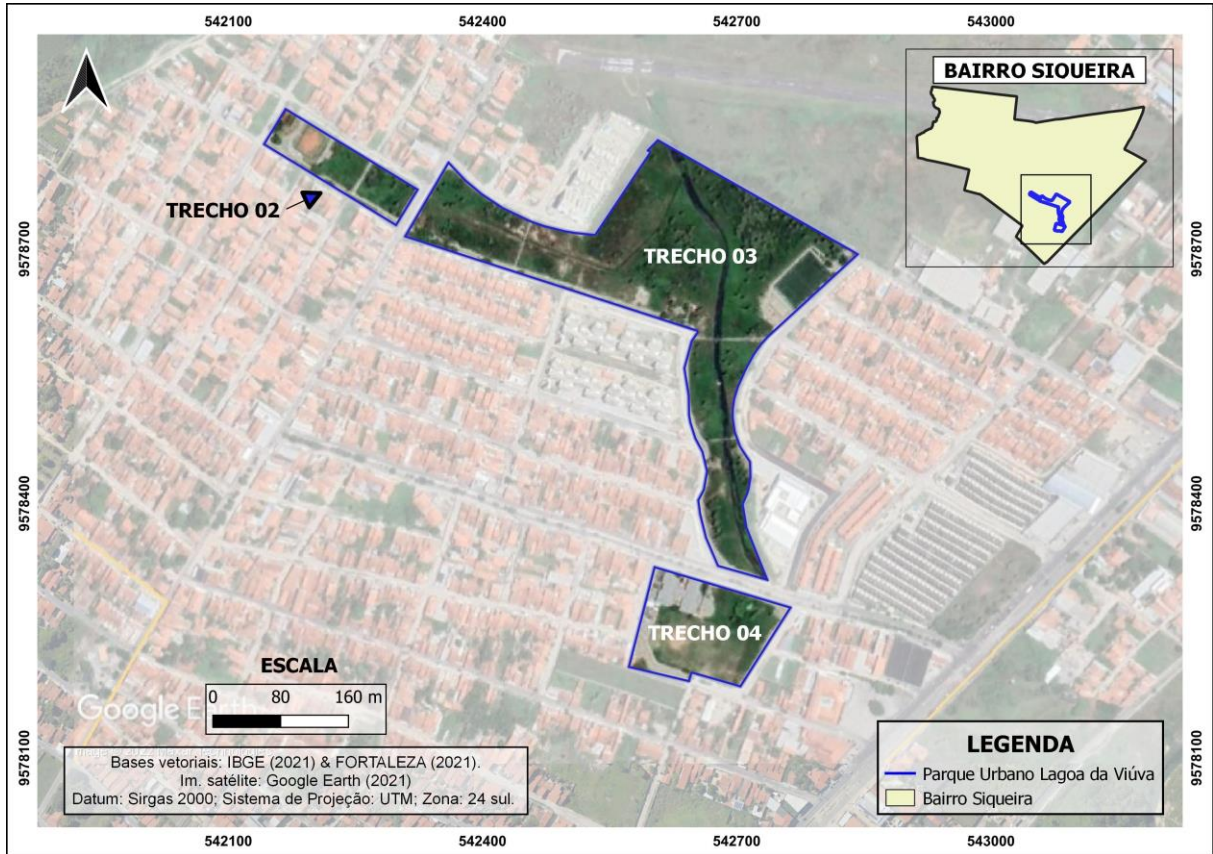 542100
542400
542700
543000
BAIRRO SIQUEIRA
TRECHO 02
TRECHO 03
9578700
9578700
9578400
9578400
TRECHO 04
ESCALA
0 80 160 m
Google Earth
9578100
9578100
LEGENDA
Parque Urbano Lagoa da Viúva
Bairro Siqueira
Bases vetoriais: IBGE (2021) & FORTALEZA (2021).
Im. satélite: Google Earth (2021)
Datum: Sirgas 2000; Sistema de Projeção: UTM; Zona: 24 sul.
542100
542400
542700
543000